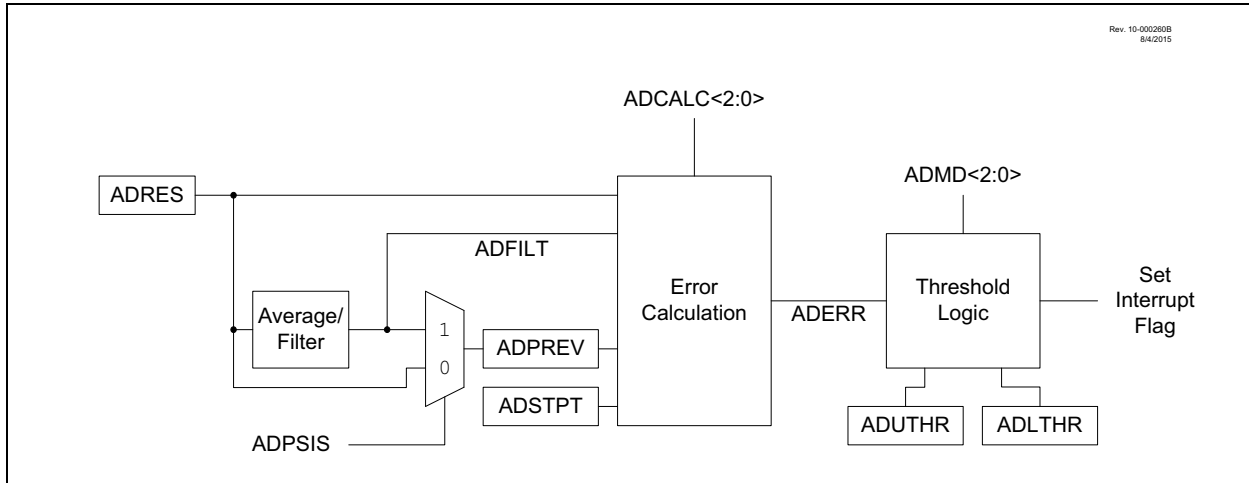 Rev. 10-000260B
8/4/2015
ADCALC<2:0>
ADMD<2:0>
ADRES
ADFILT
Average/
Filter
1
0
ADPREV
ADSTPT
ADPSIS
Error
Calculation
ADERR
Threshold
Logic
Set
Interrupt
Flag
ADUTHR
ADLTHR